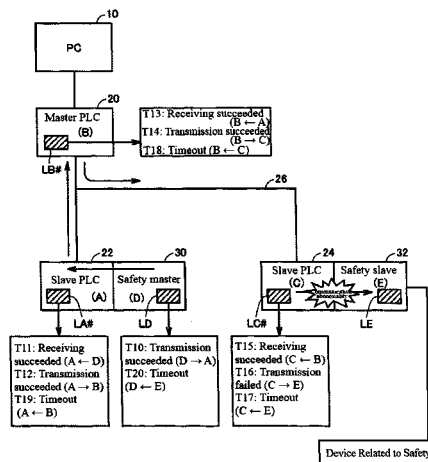 10
PC
20
Master PLC
(B)
LB#
T13: Receiving succeeded
(B ← A)
T14: Transmission succeeded
(B → C)
T18: Timeout (B ← C)
26
22
30
24
32
Slave PLC
(A)
Safety master
(D)
Slave PLC
(C)
Safety slave
(E)
LA#
LD
LC#
LE
T11: Receiving
succeeded (A ← D)
T12: Transmission
succeeded (A → B)
T19: Timeout
(A ← B)
T10: Transmission
succeeded (D → A)
T20: Timeout
(D ← E)
T15: Receiving
succeeded (C ← B)
T16: Transmission
failed (C → E)
T17: Timeout
(C ← E)
Device Related to Safety